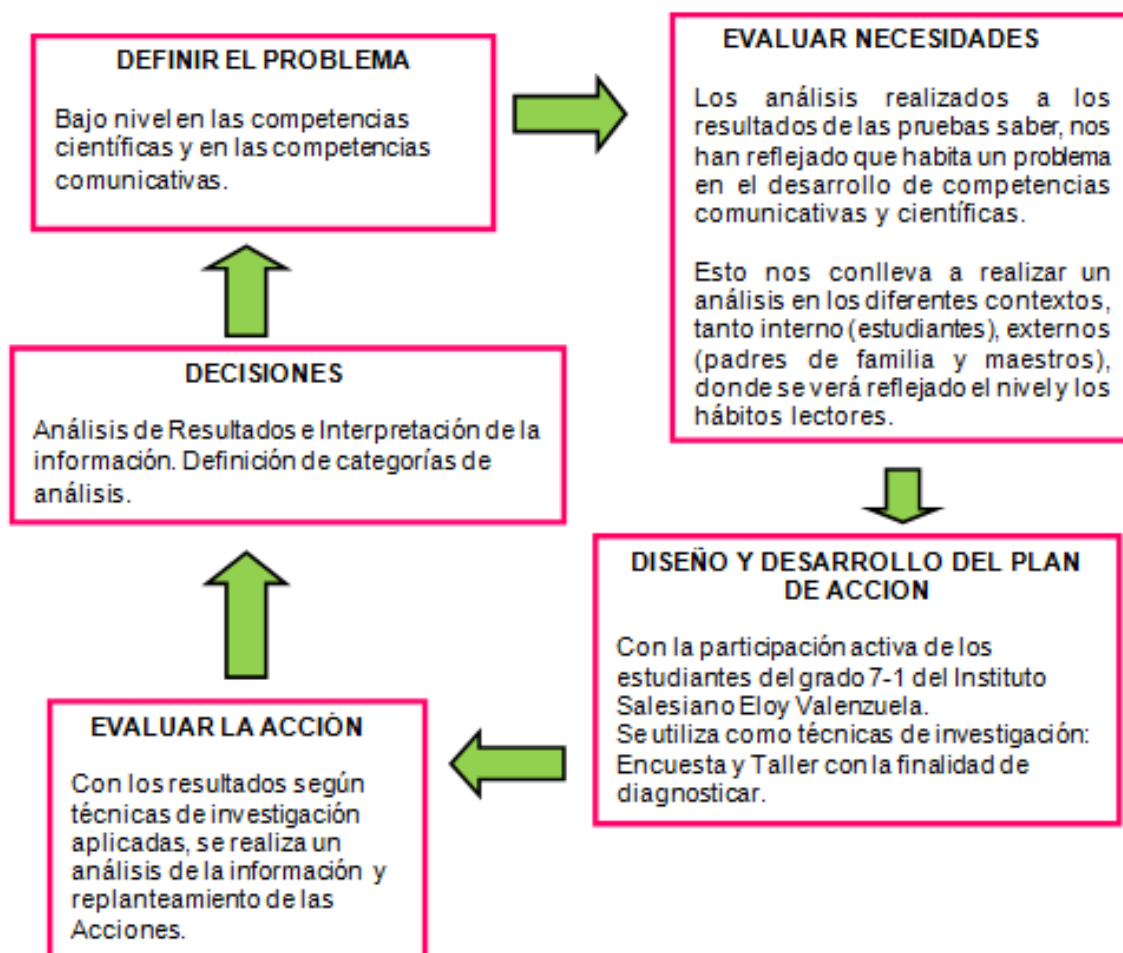 DEFINIR EL PROBLEMA
Bajo nivel en las competencias
científicas y en las competencias
comunicativas.
EVALUAR NECESIDADES
Los análisis realizados a los
resultados de las pruebas saber, nos
han reflejado que habita un problema
en el desarrollo de competencias
comunicativas y científicas.
Esto nos conlleva a realizar un
análisis en los diferentes contextos,
tanto interno (estudiantes), externos
(padres de familia y maestros),
donde se verá reflejado el nivel y los
hábitos lectores.
DISEÑO Y DESARROLLO DEL PLAN
DE ACCION
Con la participación activa de los
estudiantes del grado 7-1 del Instituto
Salesiano Eloy Valenzuela.
Se utiliza como técnicas de investigación:
Encuesta y Taller con la finalidad de
diagnosticar.
EVALUAR LA ACCIÓN
Con los resultados según
técnicas de investigación
aplicadas, se realiza un
análisis de la información y
replanteamiento de las
Acciones.
DECISIONES
Análisis de Resultados e Interpretación de la
información. Definición de categorías de
análisis.